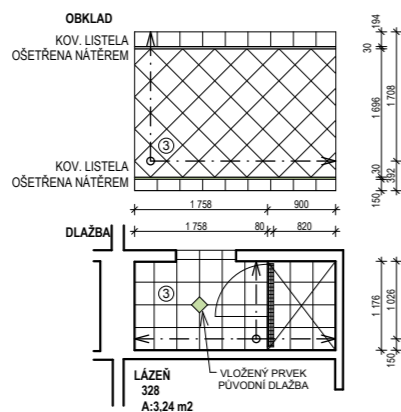 OBKLAD
KOV. LISTELA
OŠETŘENA NÁTĚREM
3
KOV. LISTELA
OŠETŘENA NÁTĚREM
194
30
1 708
1 696
30
392
150
1 758
900
DLAŽBA
1 758
80
820
3
1 176
1 026
150
VLOŽENÝ PRVEK
PŮVODNÍ DLAŽBA
LÁZEŇ
328
A:3,24 m2